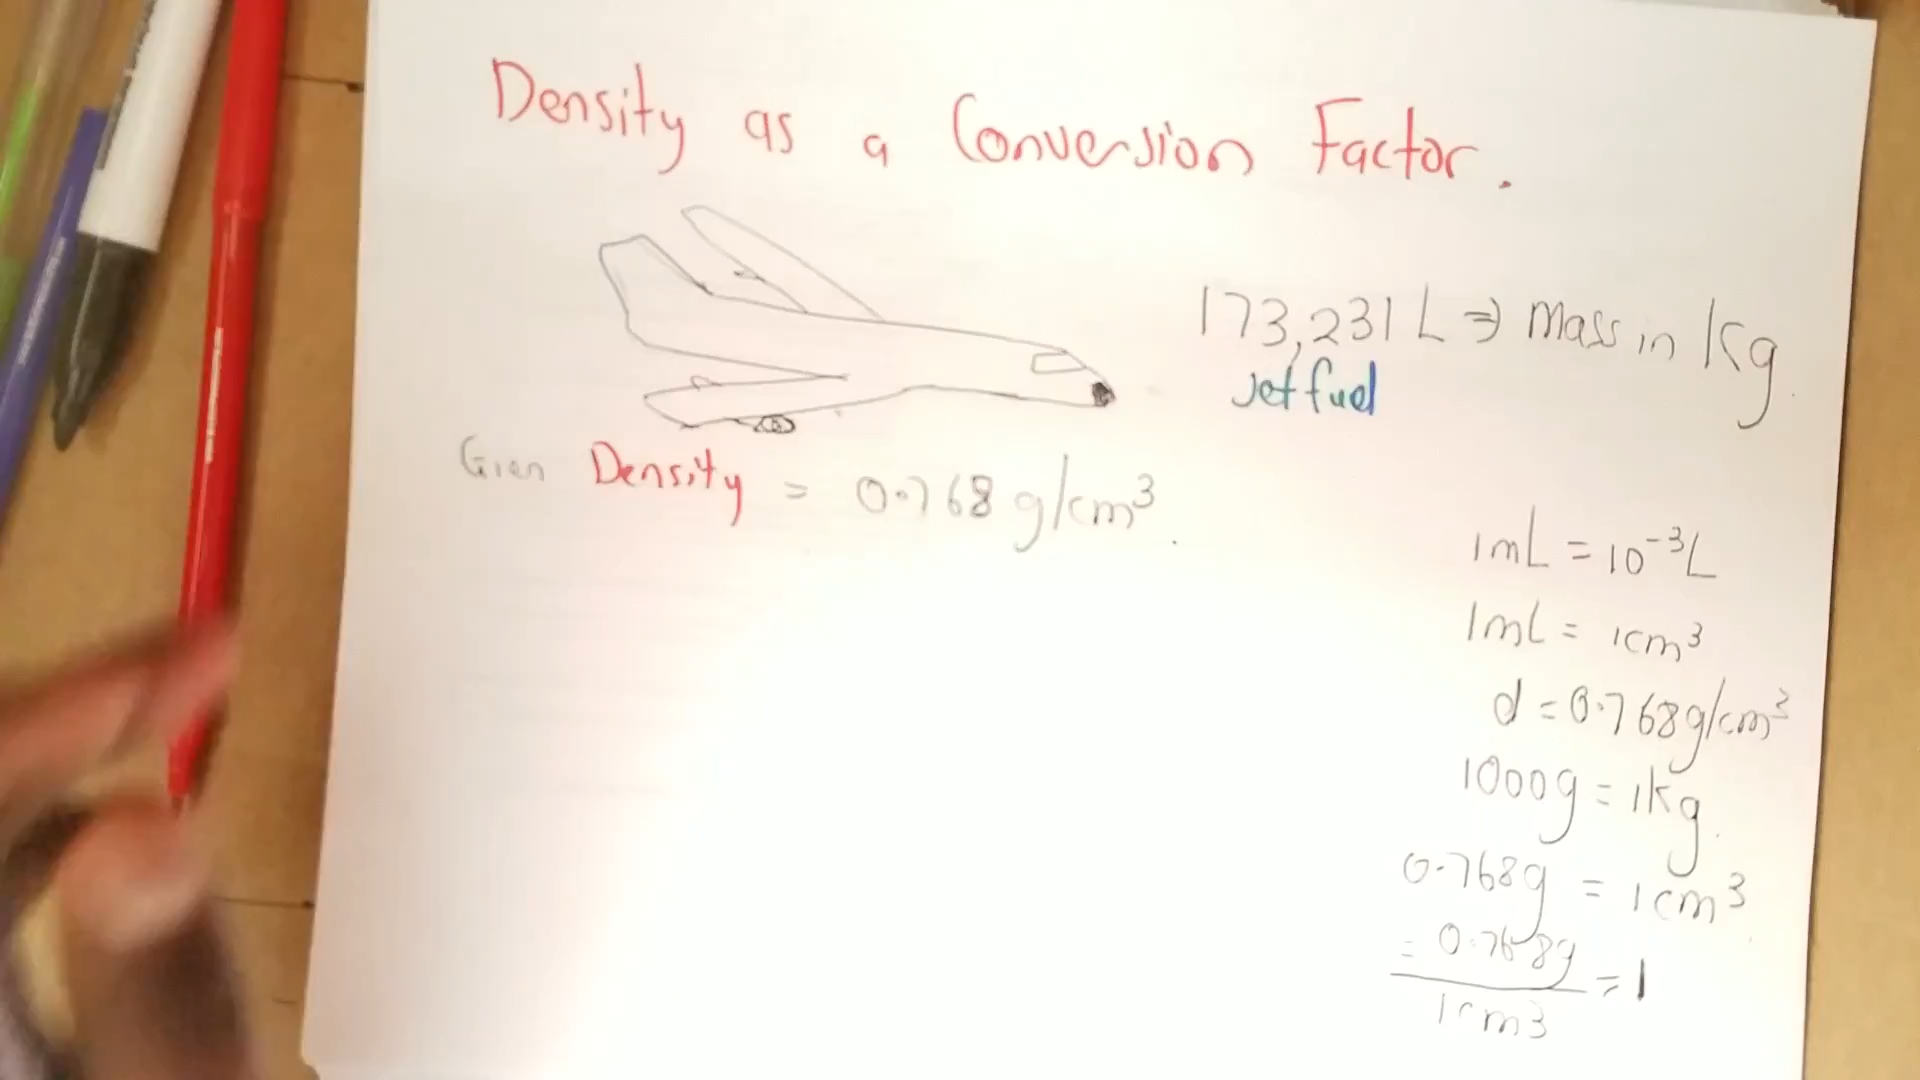 Density as a Conversion Factor.
173,231 L ⇒ Mass in Kg
Jet fuel
Given Density = 0.768 g/cm³.
1mL = 10⁻³L
1mL = 1cm³
d = 0.768g/cm³
1000g = 1kg.
0.768g = 1cm³
= 0.768g / 1cm³ = 1